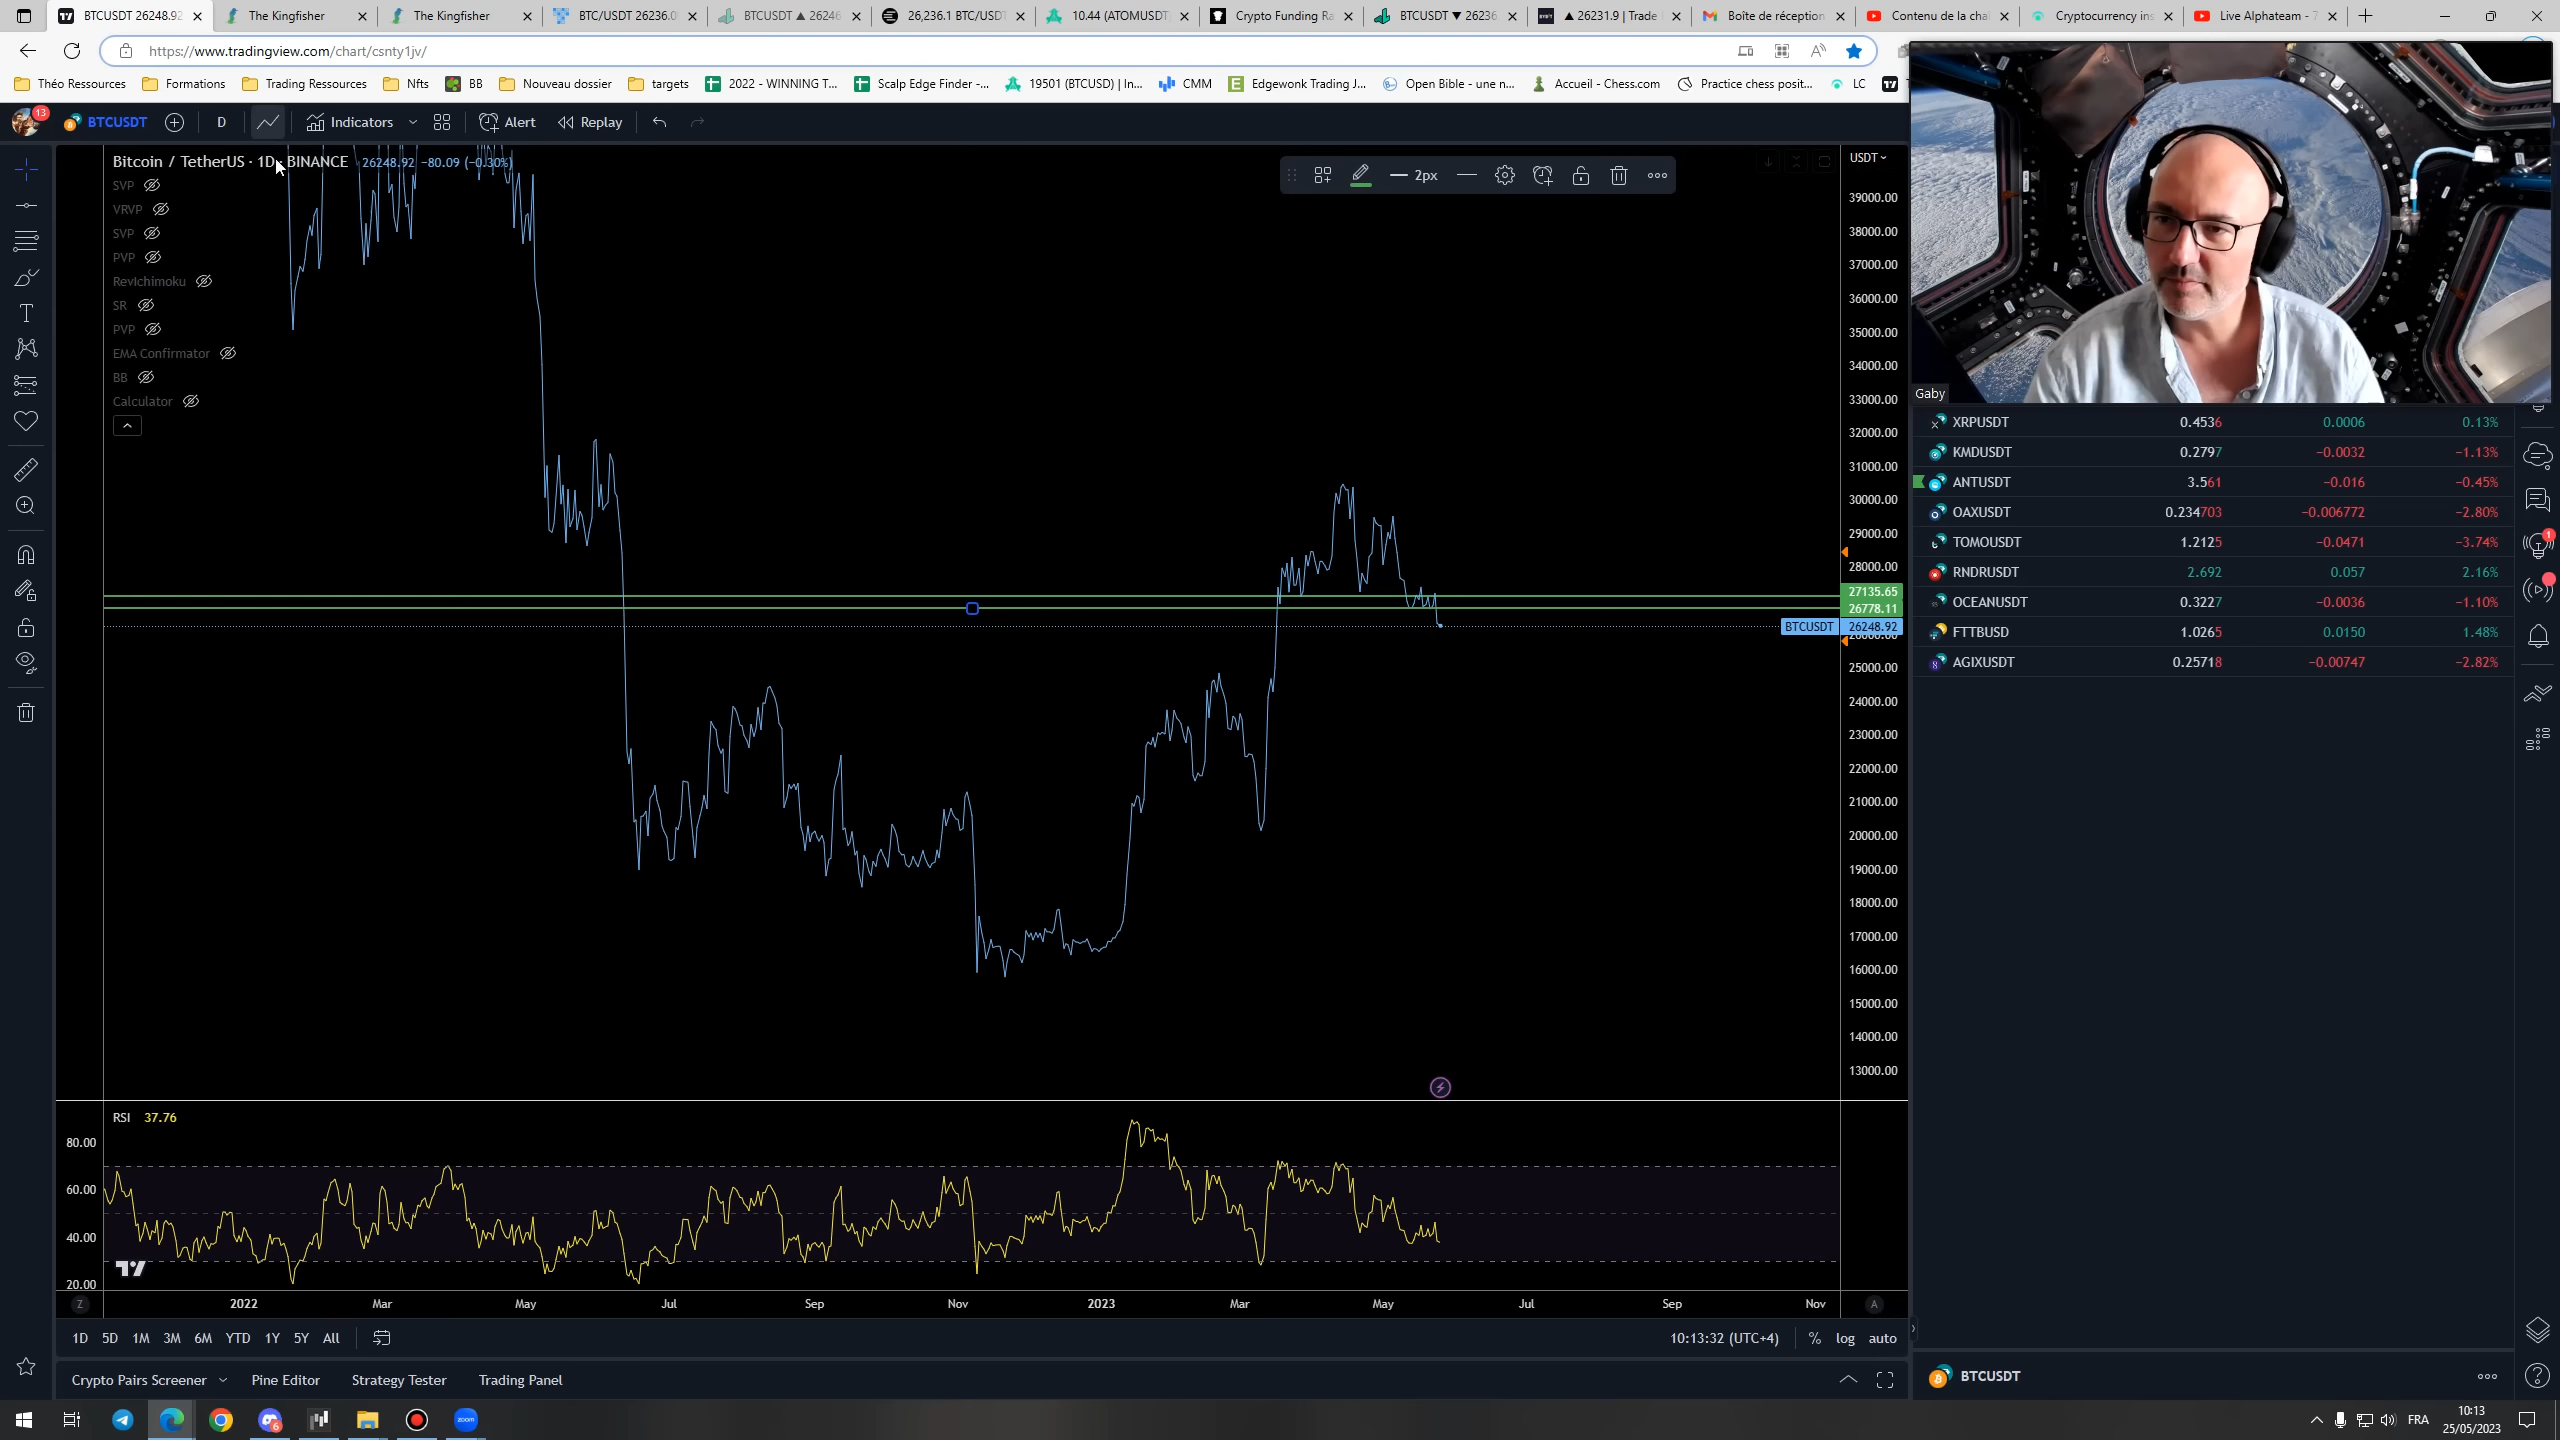 BTCUSDT 26248.92
The Kingfisher
The Kingfisher
BTC/USDT 26236.0
BTCUSDT ▲ 26246
26,236.1 BTC/USDT
10.44 (ATOMUSDT
Crypto Funding Ra
BTCUSDT ▼ 26236
▲ 26231.9 | Trade
Boîte de réception
Contenu de la chaî
Cryptocurrency ins
Live Alphateam - 7
https://www.tradingview.com/chart/csnty1jv/
Théo Ressources
Formations
Trading Ressources
Nfts
BB
Nouveau dossier
targets
2022 - WINNING T...
Scalp Edge Finder -...
19501 (BTCUSD) | In...
CMM
Edgewonk Trading J...
Open Bible - une n...
Accueil - Chess.com
Practice chess posit...
LC
13
BTCUSDT
D
Indicators
Alert
Replay
Bitcoin / TetherUS · 1D BINANCE 26248.92 −80.09 (−0.30%)
SVP
VRVP
SVP
PVP
RevIchimoku
SR
PVP
EMA Confirmator
BB
Calculator
2px
USDT
39000.00
38000.00
37000.00
36000.00
35000.00
34000.00
33000.00
32000.00
31000.00
30000.00
29000.00
28000.00
27135.65
26778.11
BTCUSDT 26248.92
26000.00
25000.00
24000.00
23000.00
22000.00
21000.00
20000.00
19000.00
18000.00
17000.00
16000.00
15000.00
14000.00
13000.00
RSI 37.76
80.00
60.00
40.00
20.00
Z
2022 Mar May Jul Sep Nov 2023 Mar May Jul Sep Nov
A
1D 5D 1M 3M 6M YTD 1Y 5Y All
10:13:32 (UTC+4) % log auto
Crypto Pairs Screener
Pine Editor
Strategy Tester
Trading Panel
Gaby
XRPUSDT 0.4536 0.0006 0.13%
KMDUSDT 0.2797 −0.0032 −1.13%
ANTUSDT 3.561 −0.016 −0.45%
OAXUSDT 0.234703 −0.006772 −2.80%
TOMOUSDT 1.2125 −0.0471 −3.74%
RNDRUSDT 2.692 0.057 2.16%
OCEANUSDT 0.3227 −0.0036 −1.10%
FTTBUSD 1.0265 0.0150 1.48%
AGIXUSDT 0.25718 −0.00747 −2.82%
1
BTCUSDT
6
zoom
FRA
10:13
25/05/2023